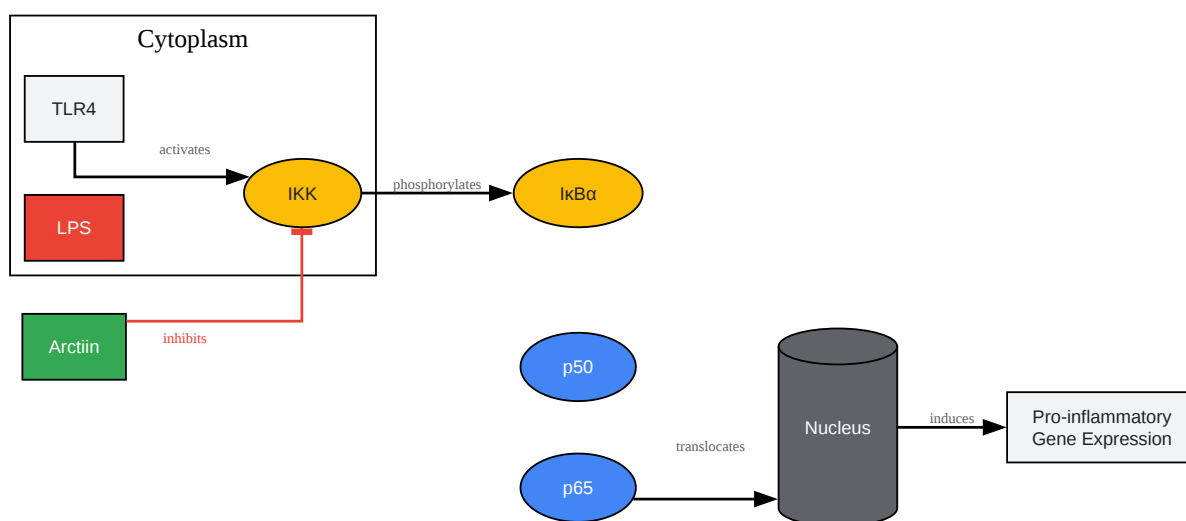 Cytoplasm
TLR4
activates
IKK
phosphorylates
IκBα
LPS
Arctiin
inhibits
p50
Nucleus
induces
Pro-inflammatory
Gene Expression
translocates
p65